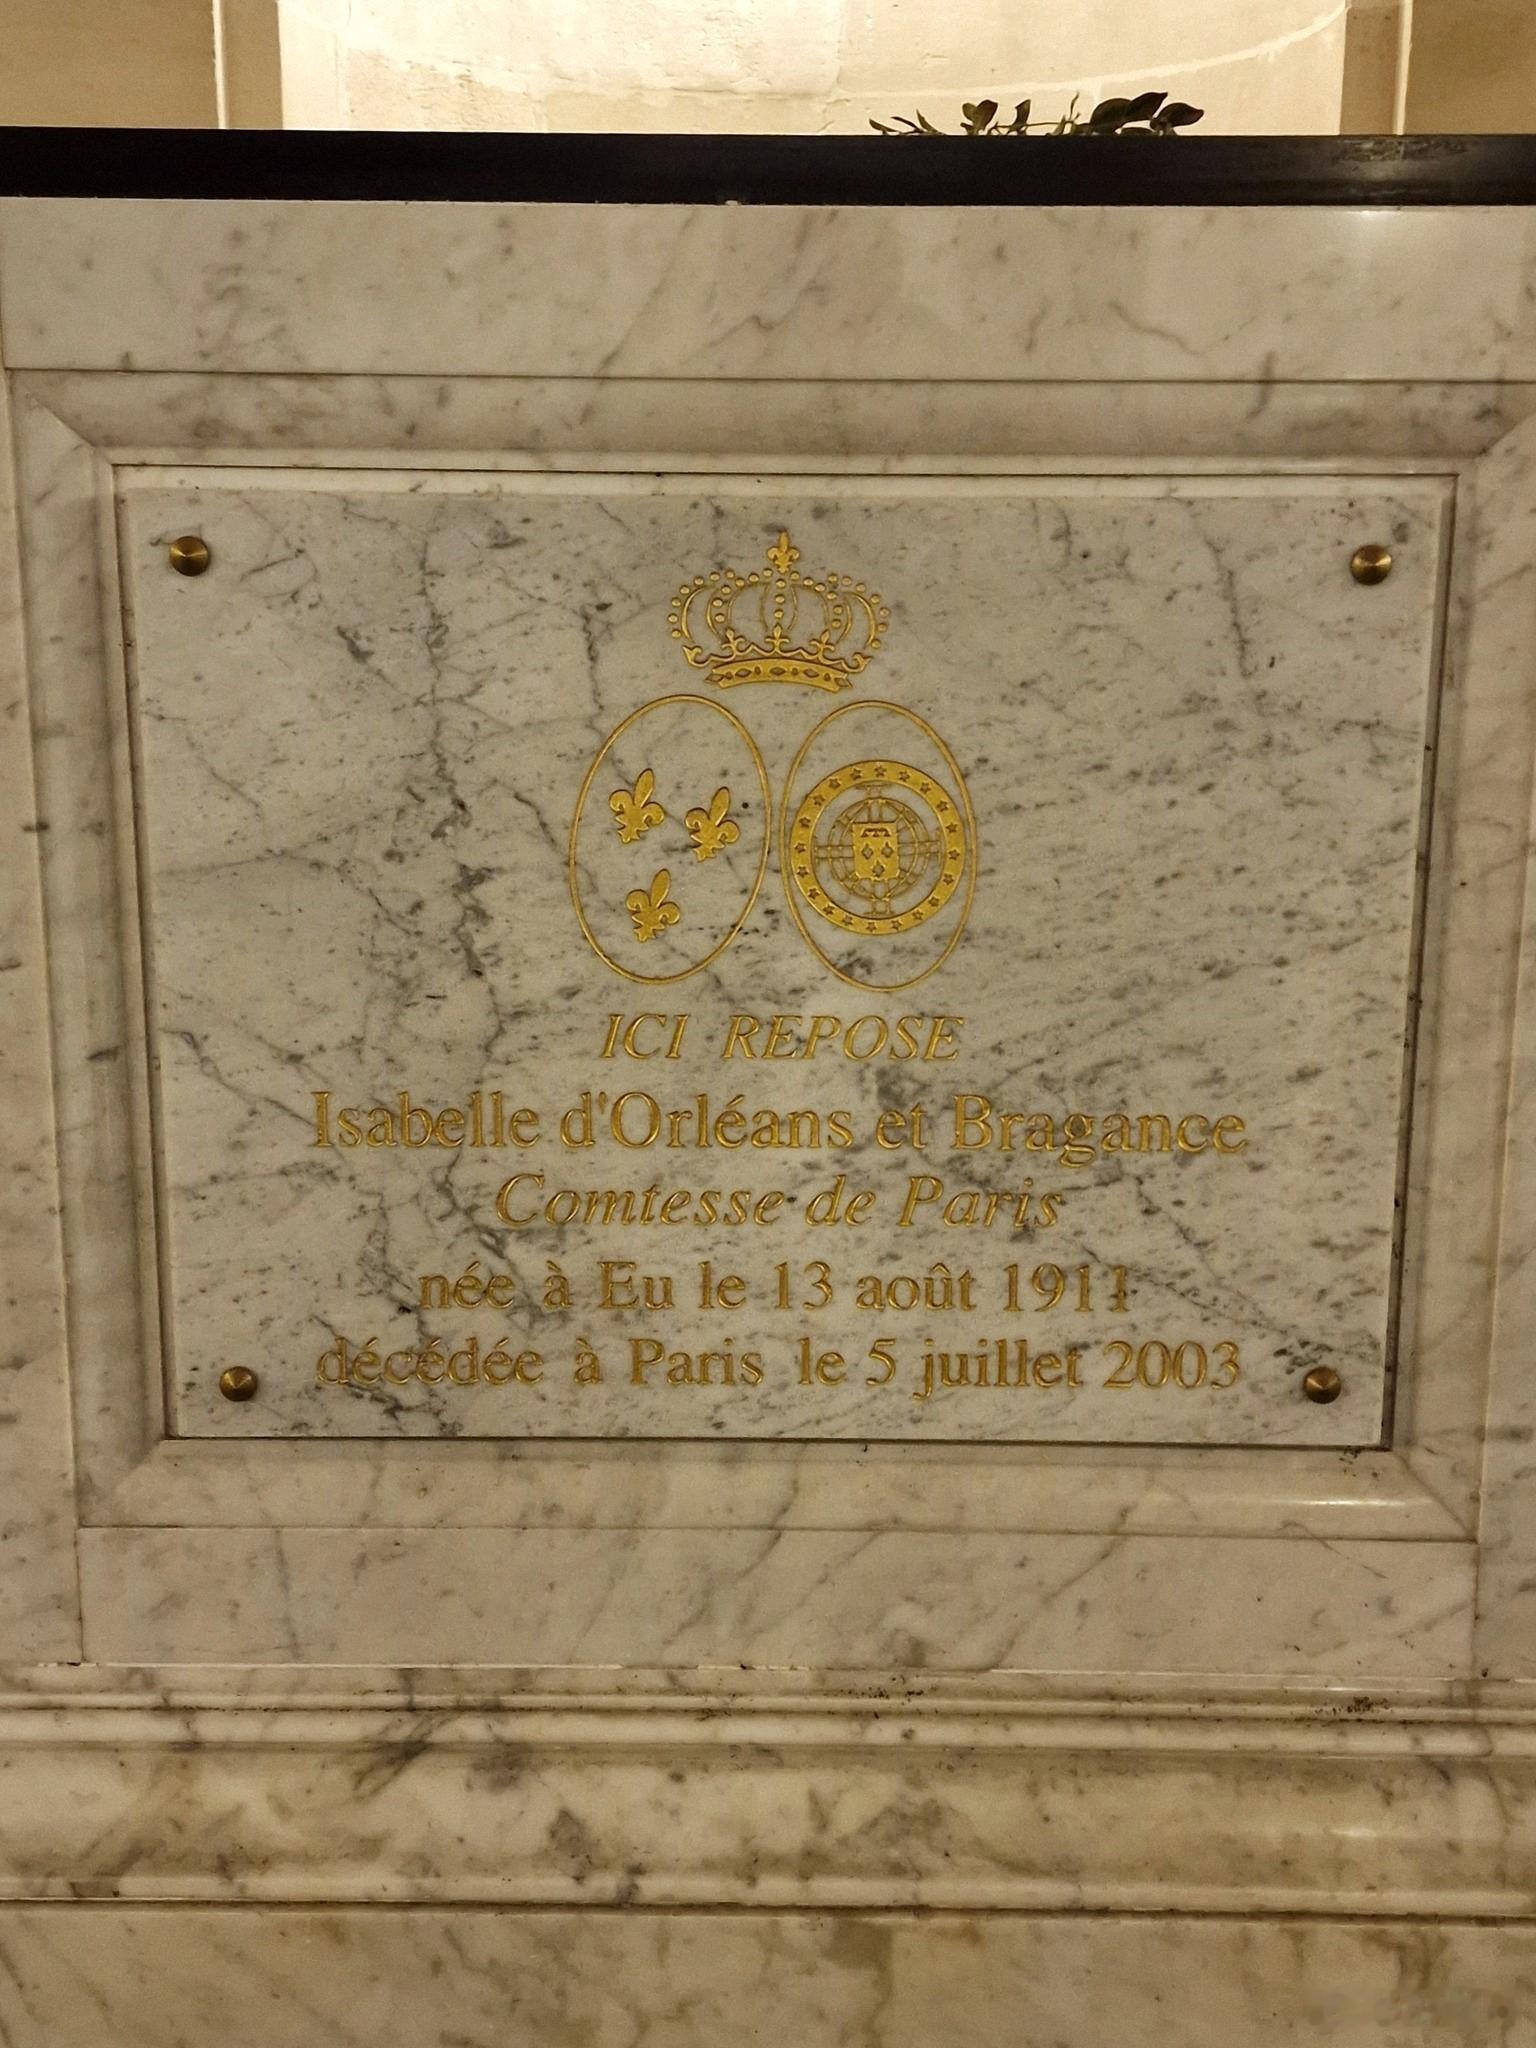 ICI REPOSE
Isabelle d'Orléans et Bragance
Comtesse de Paris
née à Eu le 13 août 1911
décédée à Paris le 5 juillet 2003